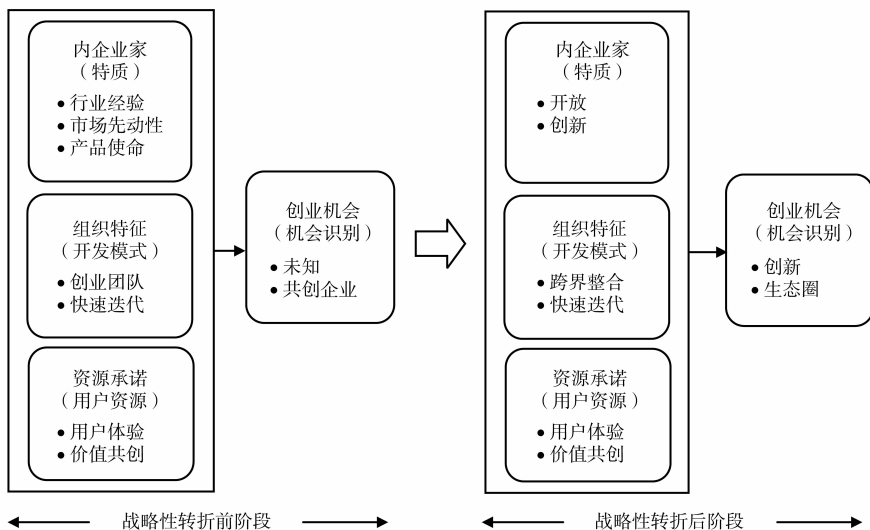 内企业家
（特质）
● 行业经验
● 市场先动性
● 产品使命
组织特征
（开发模式）
● 创业团队
● 快速迭代
资源承诺
（用户资源）
● 用户体验
● 价值共创
创业机会
（机会识别）
● 未知
● 共创企业
战略性转折前阶段
内企业家
（特质）
● 开放
● 创新
组织特征
（开发模式）
● 跨界整合
● 快速迭代
资源承诺
（用户资源）
● 用户体验
● 价值共创
创业机会
（机会识别）
● 创新
● 生态圈
战略性转折后阶段